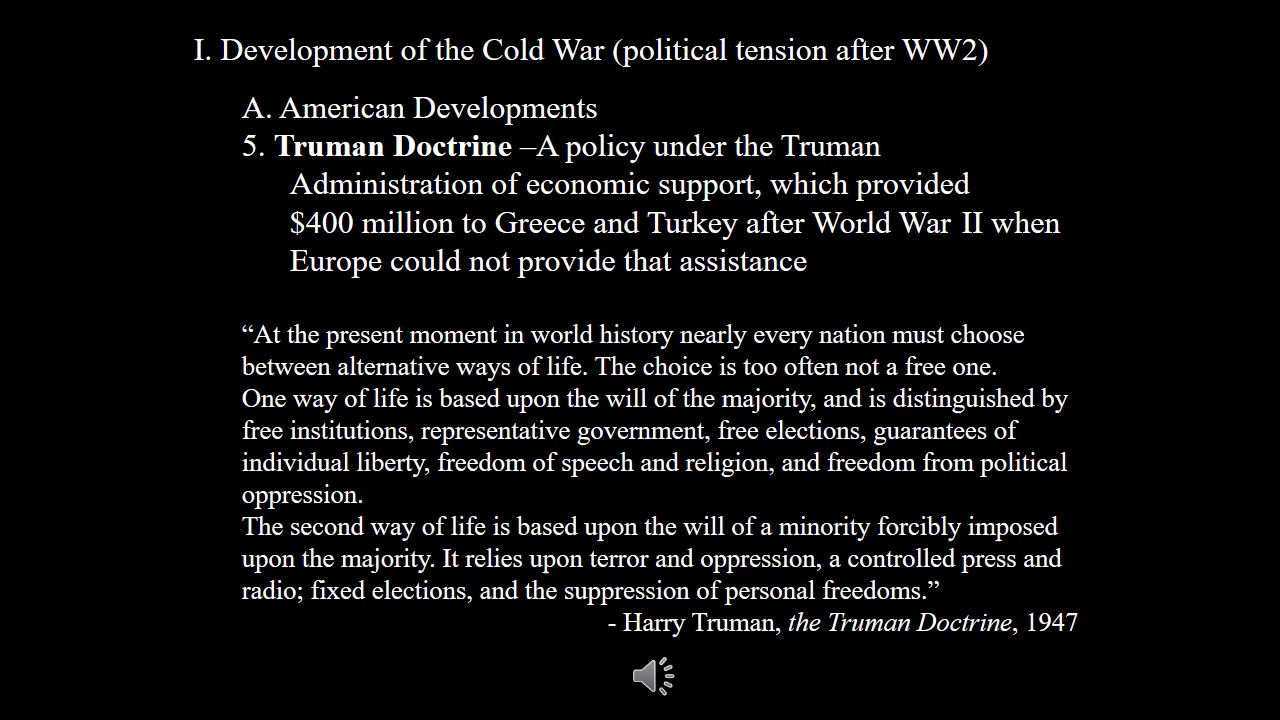 I. Development of the Cold War (political tension after WW2)
A. American Developments
5. Truman Doctrine –A policy under the Truman
Administration of economic support, which provided
$400 million to Greece and Turkey after World War II when
Europe could not provide that assistance
“At the present moment in world history nearly every nation must choose
between alternative ways of life. The choice is too often not a free one.
One way of life is based upon the will of the majority, and is distinguished by
free institutions, representative government, free elections, guarantees of
individual liberty, freedom of speech and religion, and freedom from political
oppression.
The second way of life is based upon the will of a minority forcibly imposed
upon the majority. It relies upon terror and oppression, a controlled press and
radio; fixed elections, and the suppression of personal freedoms.”
- Harry Truman, the Truman Doctrine, 1947